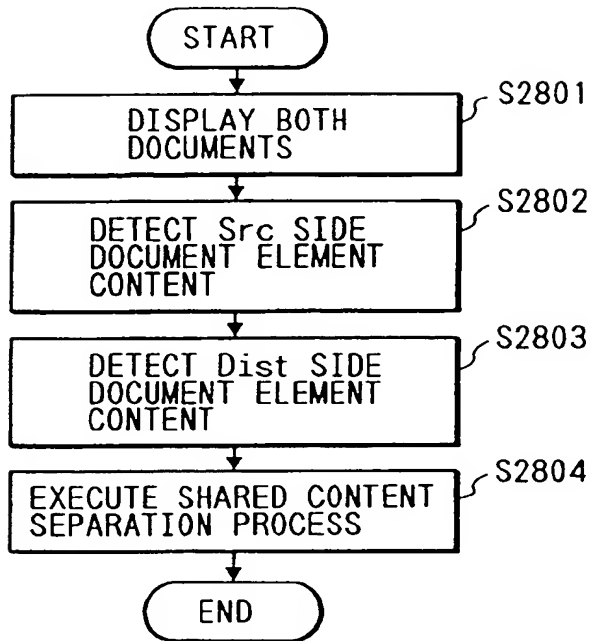 START
S2801
DISPLAY BOTH
DOCUMENTS
S2802
DETECT Src SIDE
DOCUMENT ELEMENT
CONTENT
S2803
DETECT Dist SIDE
DOCUMENT ELEMENT
CONTENT
S2804
EXECUTE SHARED CONTENT
SEPARATION PROCESS
END